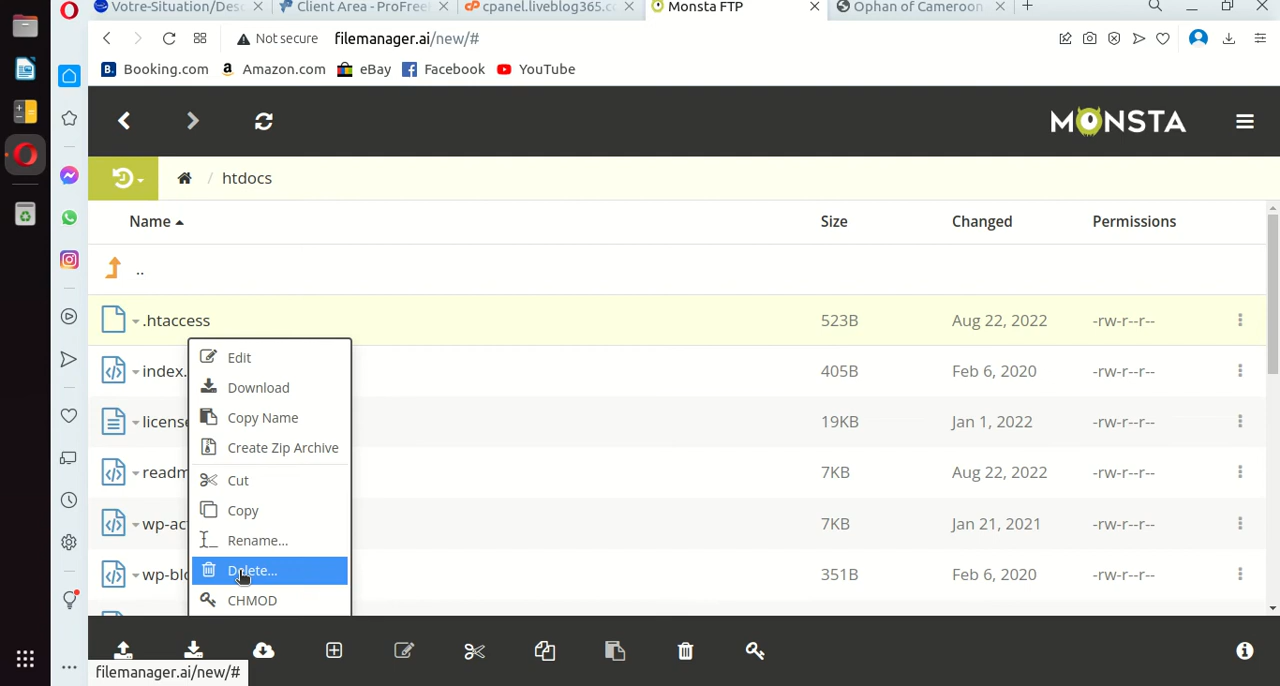 Votre-Situation/Des
Client Area - ProFree
cpanel.liveblog365.c
Monsta FTP
Ophan of Cameroon
Not secure filemanager.ai/new/#
Booking.com Amazon.com eBay Facebook YouTube
MONSTA
/ htdocs
Name Size Changed Permissions
..
.htaccess 523B Aug 22, 2022 -rw-r--r--
index. 405B Feb 6, 2020 -rw-r--r--
license 19KB Jan 1, 2022 -rw-r--r--
readm 7KB Aug 22, 2022 -rw-r--r--
wp-ac 7KB Jan 21, 2021 -rw-r--r--
wp-blo 351B Feb 6, 2020 -rw-r--r--
Edit
Download
Copy Name
Create Zip Archive
Cut
Copy
Rename...
Delete...
CHMOD
filemanager.ai/new/#